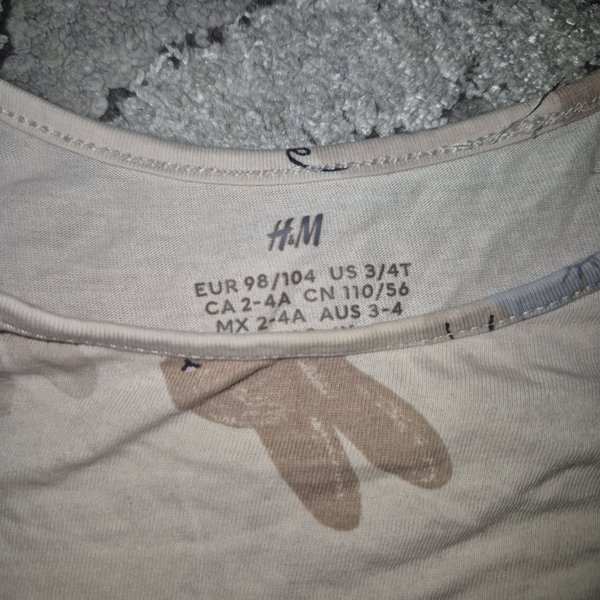 H&M
EUR 98/104 US 3/4T
CA 2-4A CN 110/56
MX 2-4A AUS 3-4